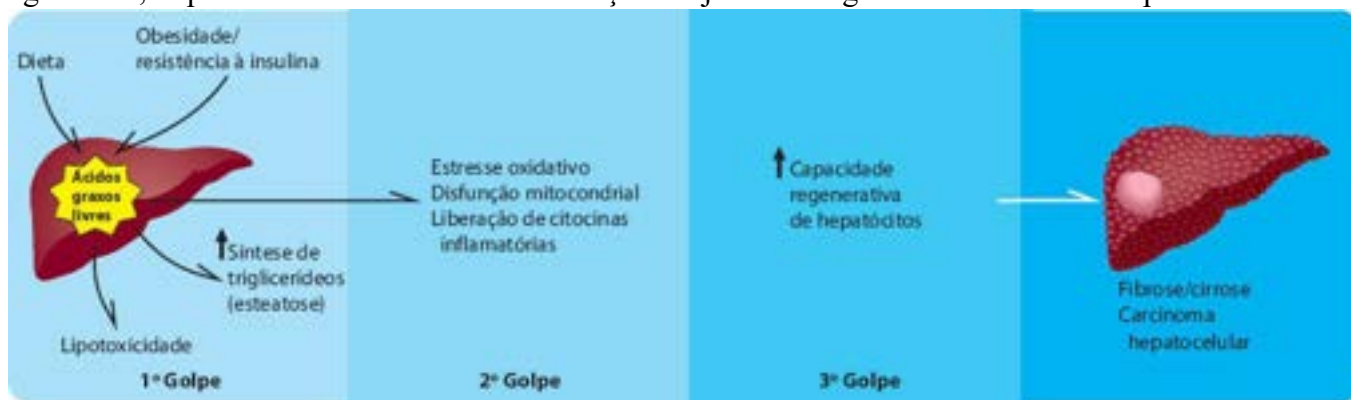 Dieta
Obesidade/
resistência à insulina
Ácidos
graxos
livres
Síntese de
triglicerídeos
(esteatose)
Lipotoxicidade
1º Golpe
Estresse oxidativo
Disfunção mitocondrial
Liberação de citocinas
inflamatórias
2º Golpe
Capacidade
regenerativa
de hepatócitos
3º Golpe
Fibrose/cirrose
Carcinoma
hepatocelular